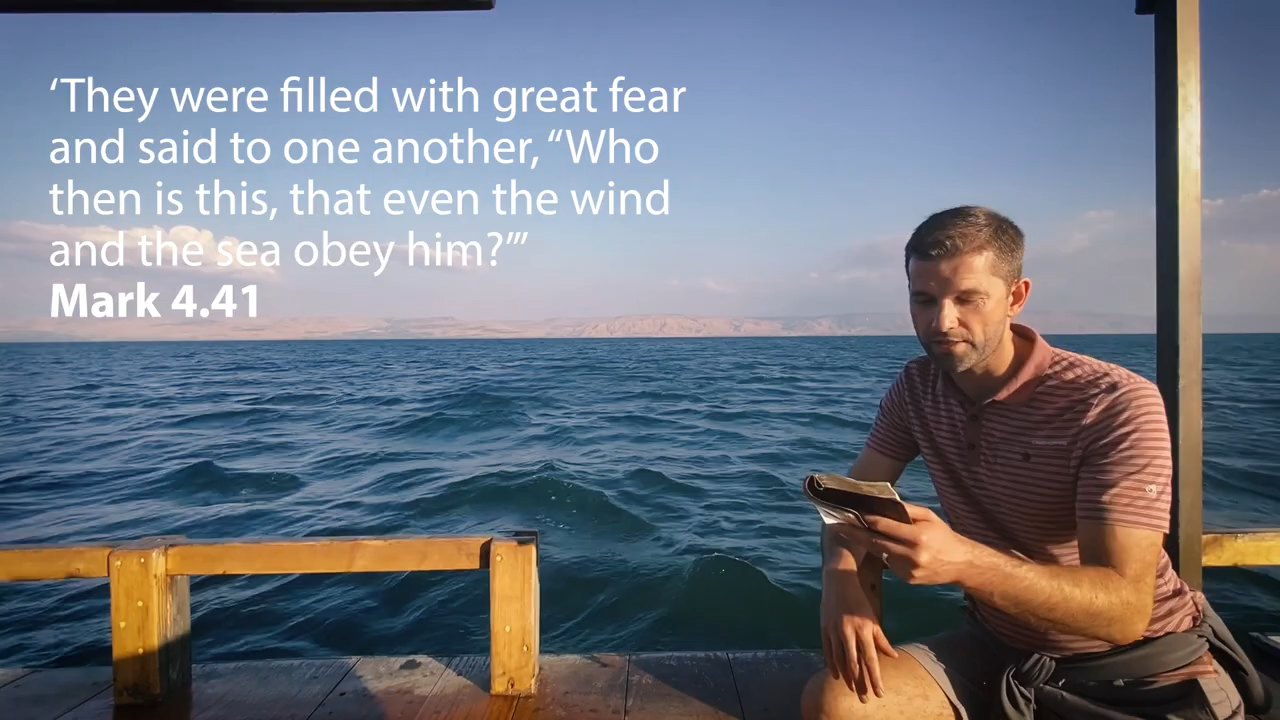 ‘They were filled with great fear
and said to one another, “Who
then is this, that even the wind
and the sea obey him?”’
Mark 4.41